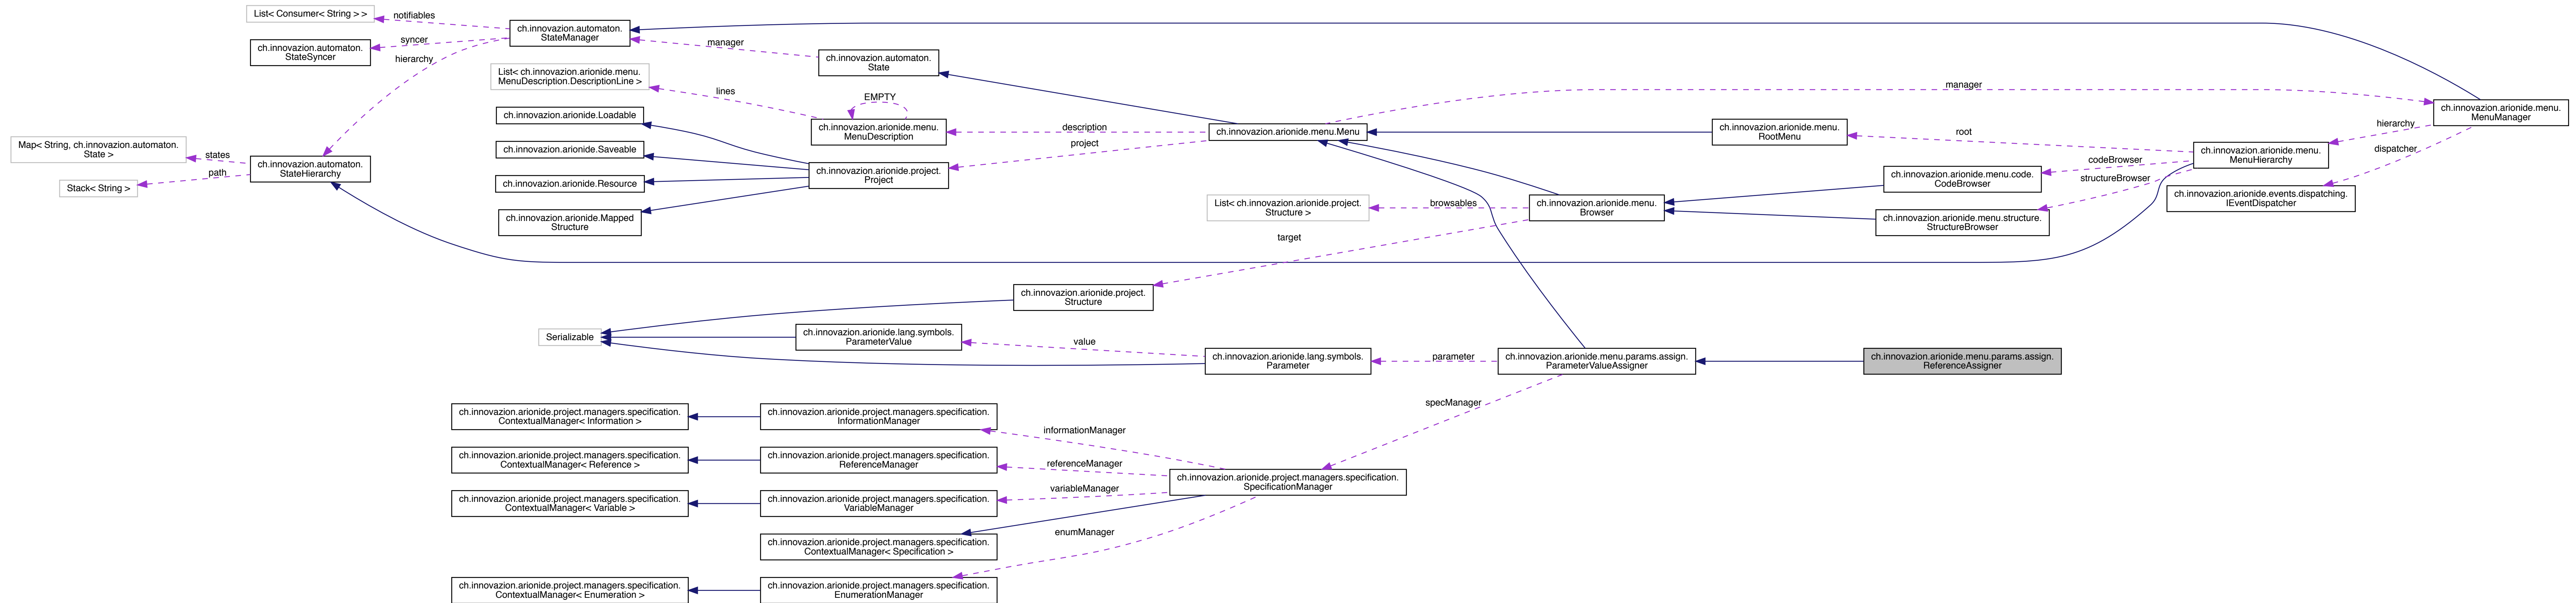 List< Consumer< String > >
notifiables
ch.innovazion.automaton.
StateManager
ch.innovazion.automaton.
StateSyncer
syncer
hierarchy
manager
ch.innovazion.automaton.
State
List< ch.innovazion.arionide.menu.
MenuDescription.DescriptionLine >
lines
EMPTY
ch.innovazion.arionide.menu.
MenuDescription
description
project
ch.innovazion.arionide.menu.Menu
manager
ch.innovazion.arionide.menu.
RootMenu
root
ch.innovazion.arionide.menu.
MenuManager
hierarchy
dispatcher
ch.innovazion.arionide.menu.
MenuHierarchy
codeBrowser
structureBrowser
ch.innovazion.arionide.events.dispatching.
IEventDispatcher
ch.innovazion.arionide.Loadable
ch.innovazion.arionide.Saveable
ch.innovazion.arionide.Resource
ch.innovazion.arionide.Mapped
Structure
ch.innovazion.arionide.project.
Project
Map< String, ch.innovazion.automaton.
State >
states
path
Stack< String >
ch.innovazion.automaton.
StateHierarchy
List< ch.innovazion.arionide.project.
Structure >
browsables
target
ch.innovazion.arionide.menu.
Browser
ch.innovazion.arionide.menu.code.
CodeBrowser
ch.innovazion.arionide.menu.structure.
StructureBrowser
ch.innovazion.arionide.project.
Structure
Serializable
ch.innovazion.arionide.lang.symbols.
ParameterValue
value
ch.innovazion.arionide.lang.symbols.
Parameter
parameter
ch.innovazion.arionide.menu.params.assign.
ParameterValueAssigner
ch.innovazion.arionide.menu.params.assign.
ReferenceAssigner
specManager
ch.innovazion.arionide.project.managers.specification.
ContextualManager< Information >
ch.innovazion.arionide.project.managers.specification.
InformationManager
informationManager
ch.innovazion.arionide.project.managers.specification.
ContextualManager< Reference >
ch.innovazion.arionide.project.managers.specification.
ReferenceManager
referenceManager
ch.innovazion.arionide.project.managers.specification.
SpecificationManager
ch.innovazion.arionide.project.managers.specification.
ContextualManager< Variable >
ch.innovazion.arionide.project.managers.specification.
VariableManager
variableManager
ch.innovazion.arionide.project.managers.specification.
ContextualManager< Specification >
enumManager
ch.innovazion.arionide.project.managers.specification.
ContextualManager< Enumeration >
ch.innovazion.arionide.project.managers.specification.
EnumerationManager